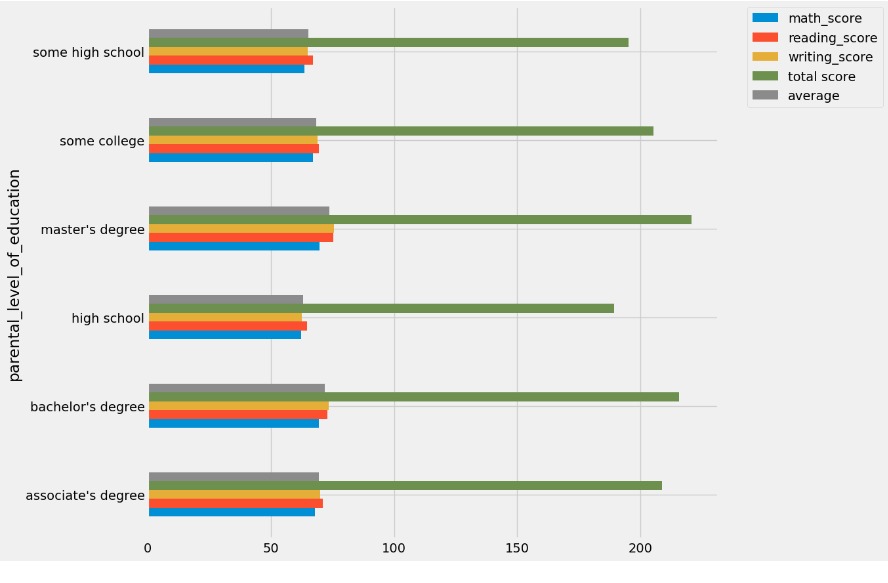 math_score
reading_score
writing_score
total score
average
parental_level_of_education
some high school
some college
master's degree
high school
bachelor's degree
associate's degree
0 50 100 150 200